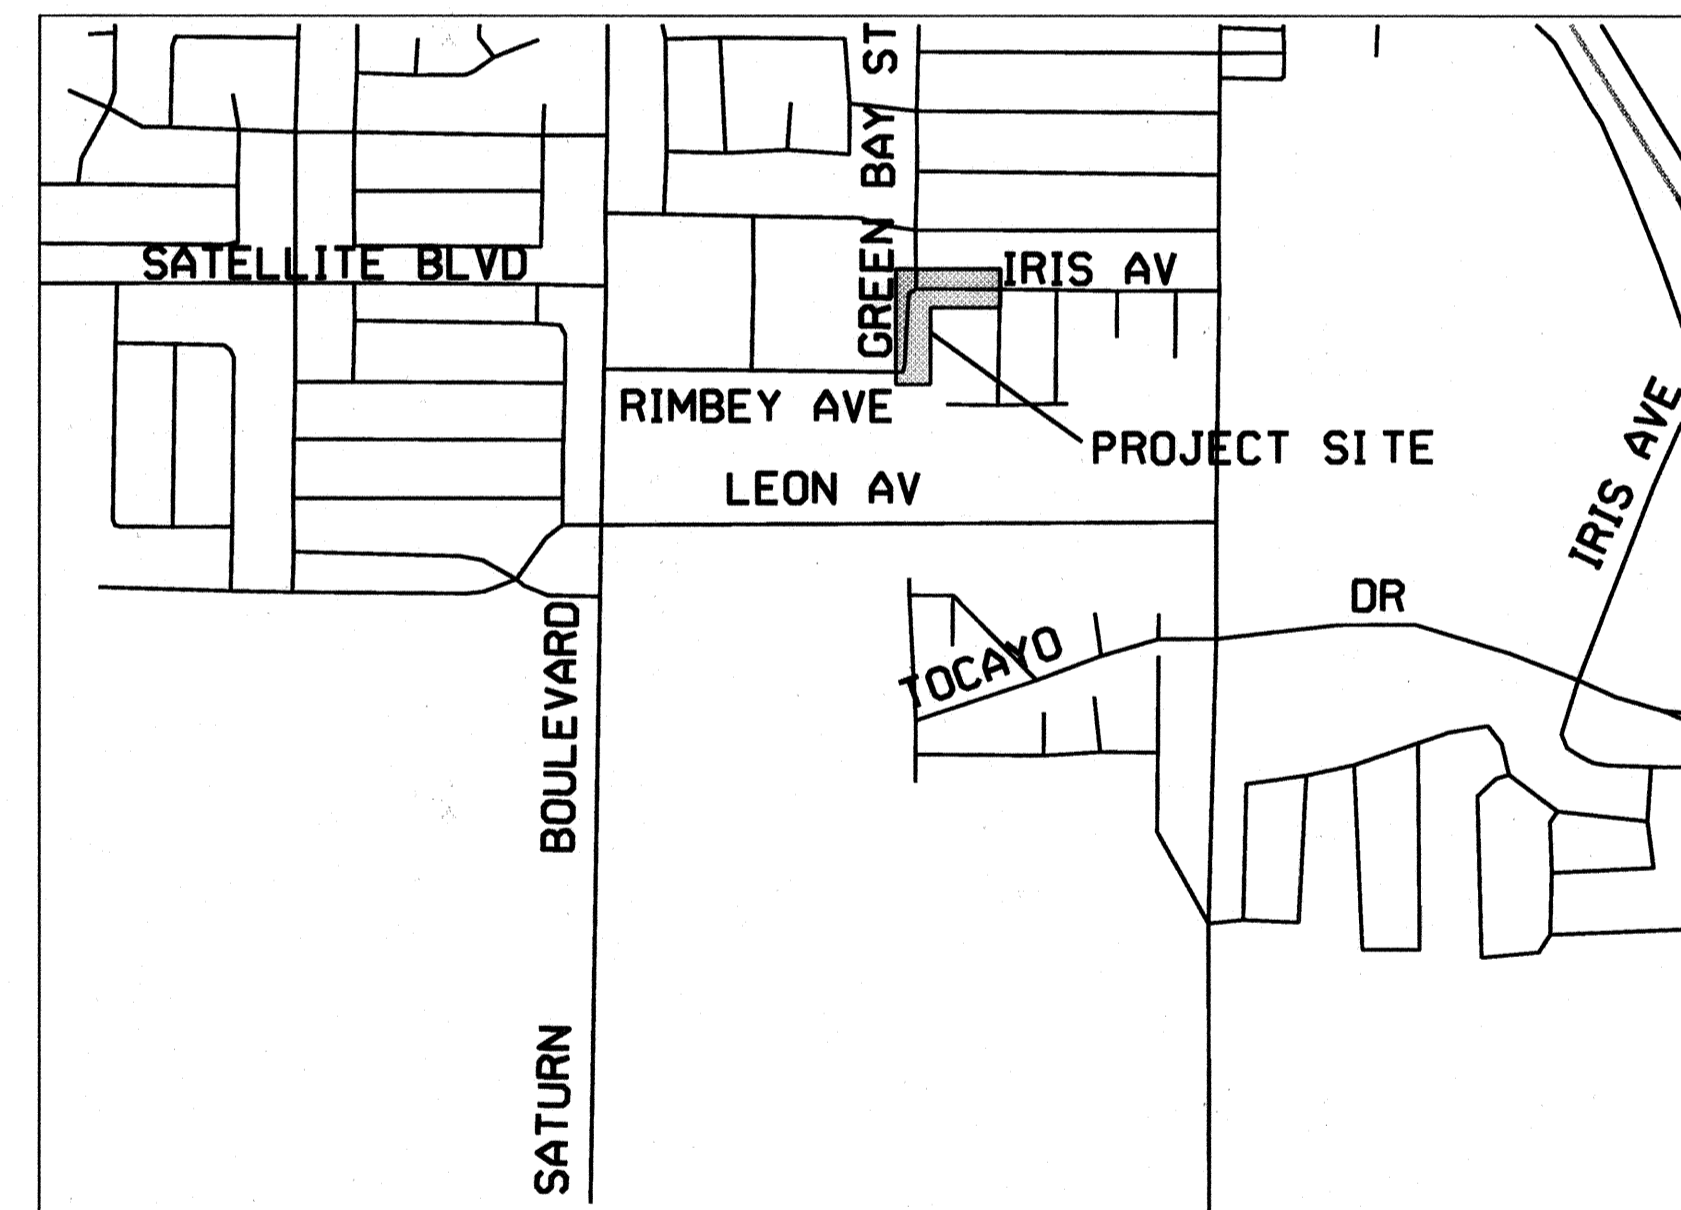 GREEN BAY ST
SATELLITE BLVD
IRIS AV
RIMBEY AVE
PROJECT SITE
LEON AV
IRIS AVE
DR
TOCAYO
SATURN BOULEVARD